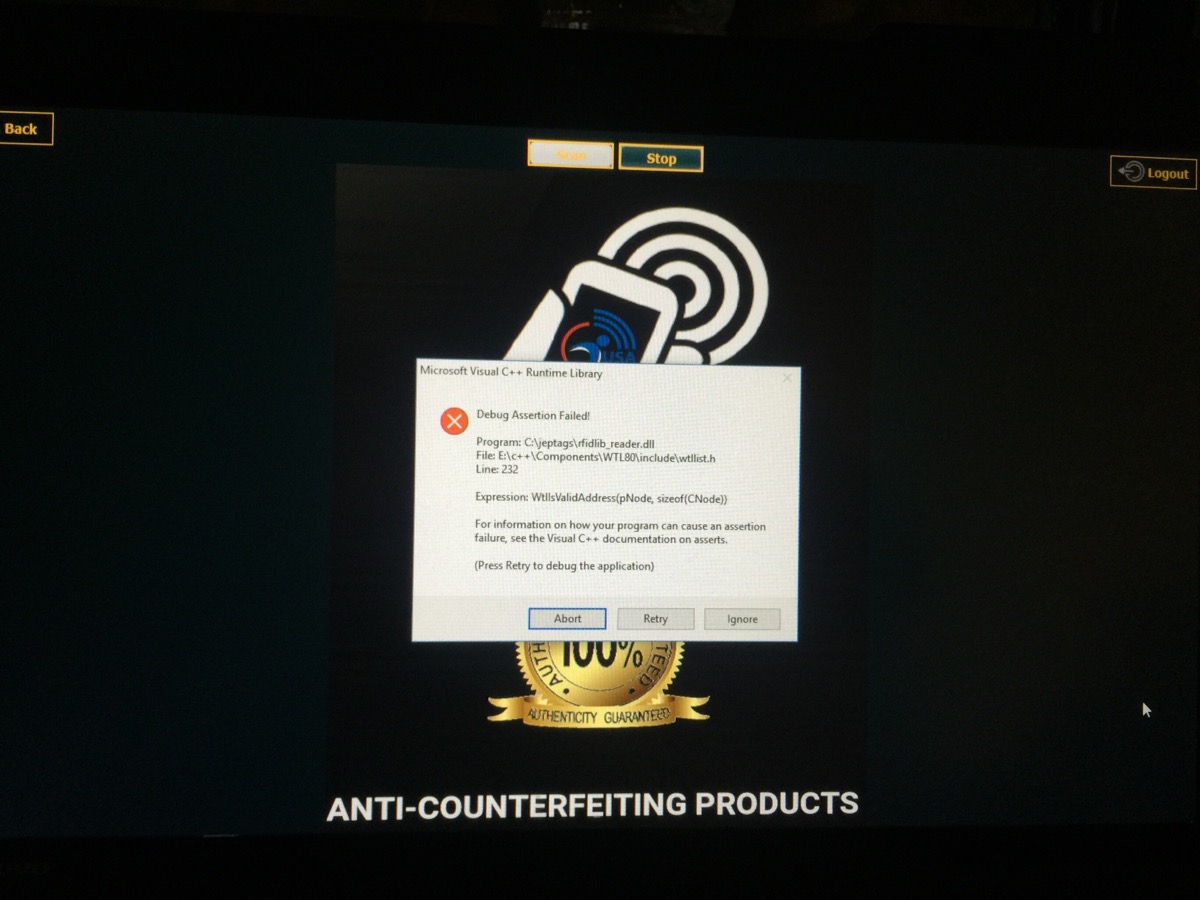 Back
Scan
Stop
Logout
USA
Microsoft Visual C++ Runtime Library
Debug Assertion Failed!
Program: C:\jeptags\rfidlib_reader.dll
File: E:\c++\Components\WTL80\include\wtllist.h
Line: 232
Expression: WtlIsValidAddress(pNode, sizeof(CNode))
For information on how your program can cause an assertion
failure, see the Visual C++ documentation on asserts.
(Press Retry to debug the application)
Abort
Retry
Ignore
100%
AUTHENTICITY GUARANTEED
ANTI-COUNTERFEITING PRODUCTS